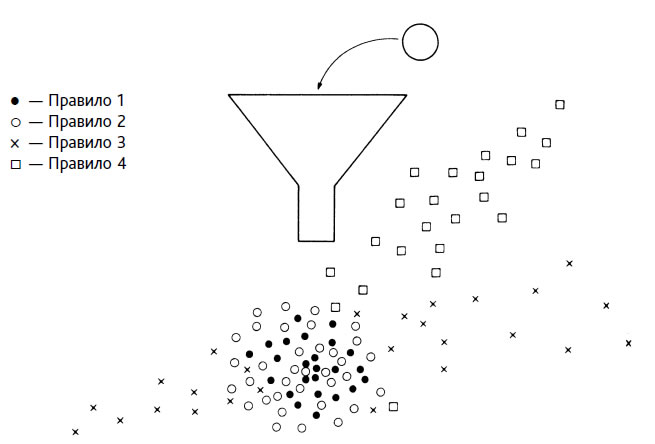 ● — Правило 1
○ — Правило 2
× — Правило 3
□ — Правило 4